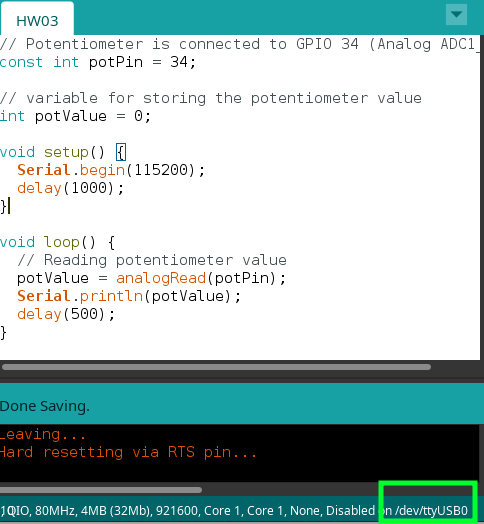 HW03
// Potentiometer is connected to GPIO 34 (Analog ADC1_
const int potPin = 34;
// variable for storing the potentiometer value
int potValue = 0;
void setup() {
Serial.begin(115200);
delay(1000);
}
void loop() {
// Reading potentiometer value
potValue = analogRead(potPin);
Serial.println(potValue);
delay(500);
}
Done Saving.
Leaving...
Hard resetting via RTS pin...
QIO, 80MHz, 4MB (32Mb), 921600, Core 1, Core 1, None, Disabled on /dev/ttyUSB0